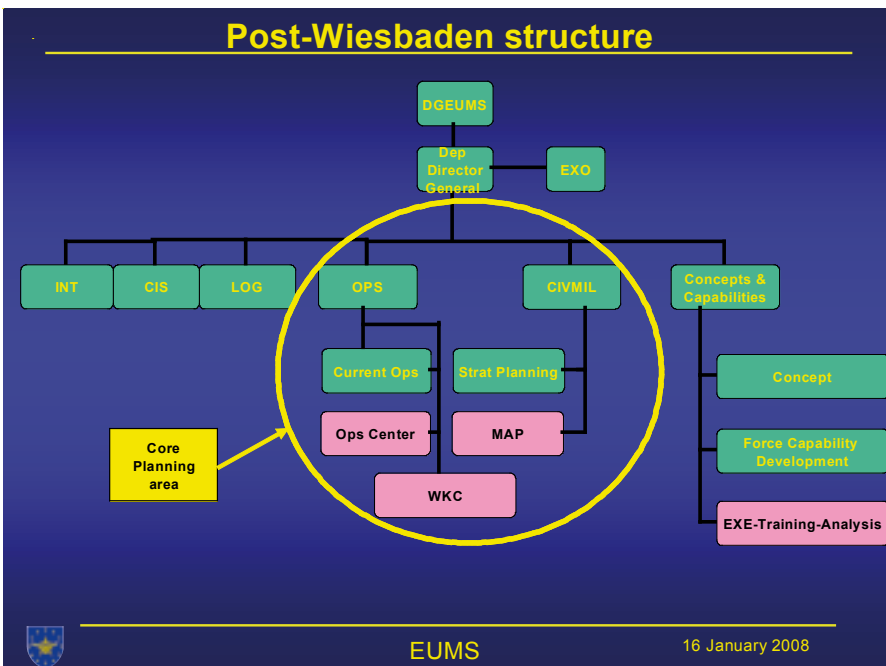 Post-Wiesbaden structure
DGEUMS
Dep
Director
General
EXO
INT
CIS
LOG
OPS
CIVMIL
Concepts &
Capabilities
Current Ops
Strat Planning
Concept
Ops Center
MAP
Core
Planning
area
Force Capability
Development
WKC
EXE-Training-Analysis
EUMS
16 January 2008